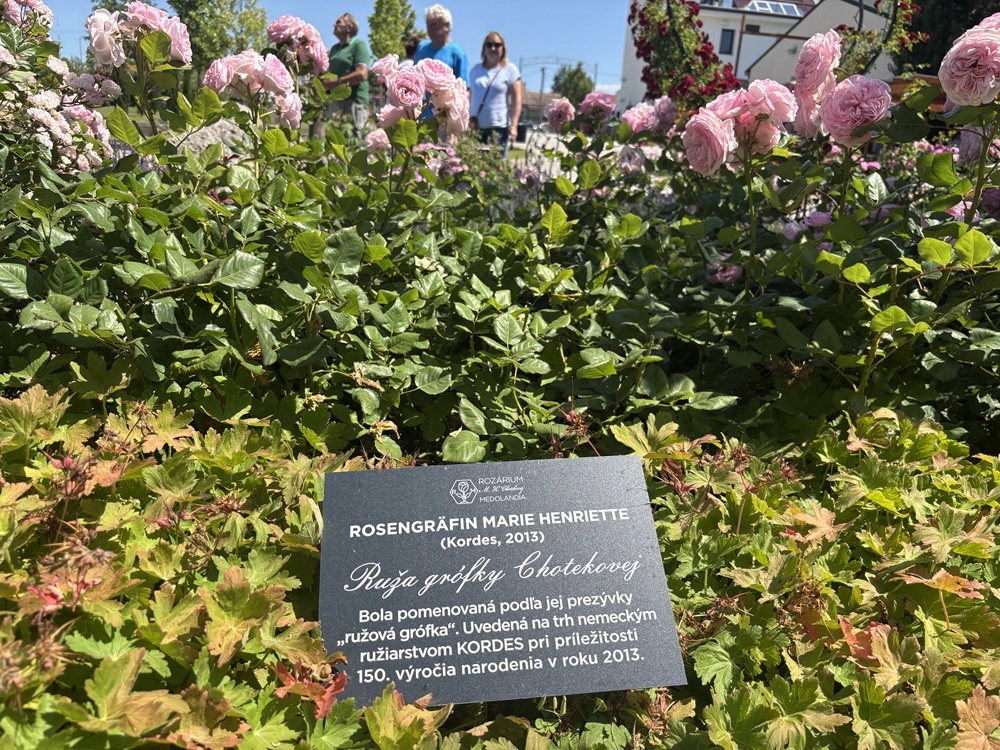 ROZÁRIUM
M. H. Chotkovej
MEDOLANDIA
ROSENGRÄFIN MARIE HENRIETTE
(Kordes, 2013)
Ruža grófky Chotekovej
Bola pomenovaná podľa jej prezývky
„ružová grófka“. Uvedená na trh nemeckým
ružiarstvom KORDES pri príležitosti
150. výročia narodenia v roku 2013.